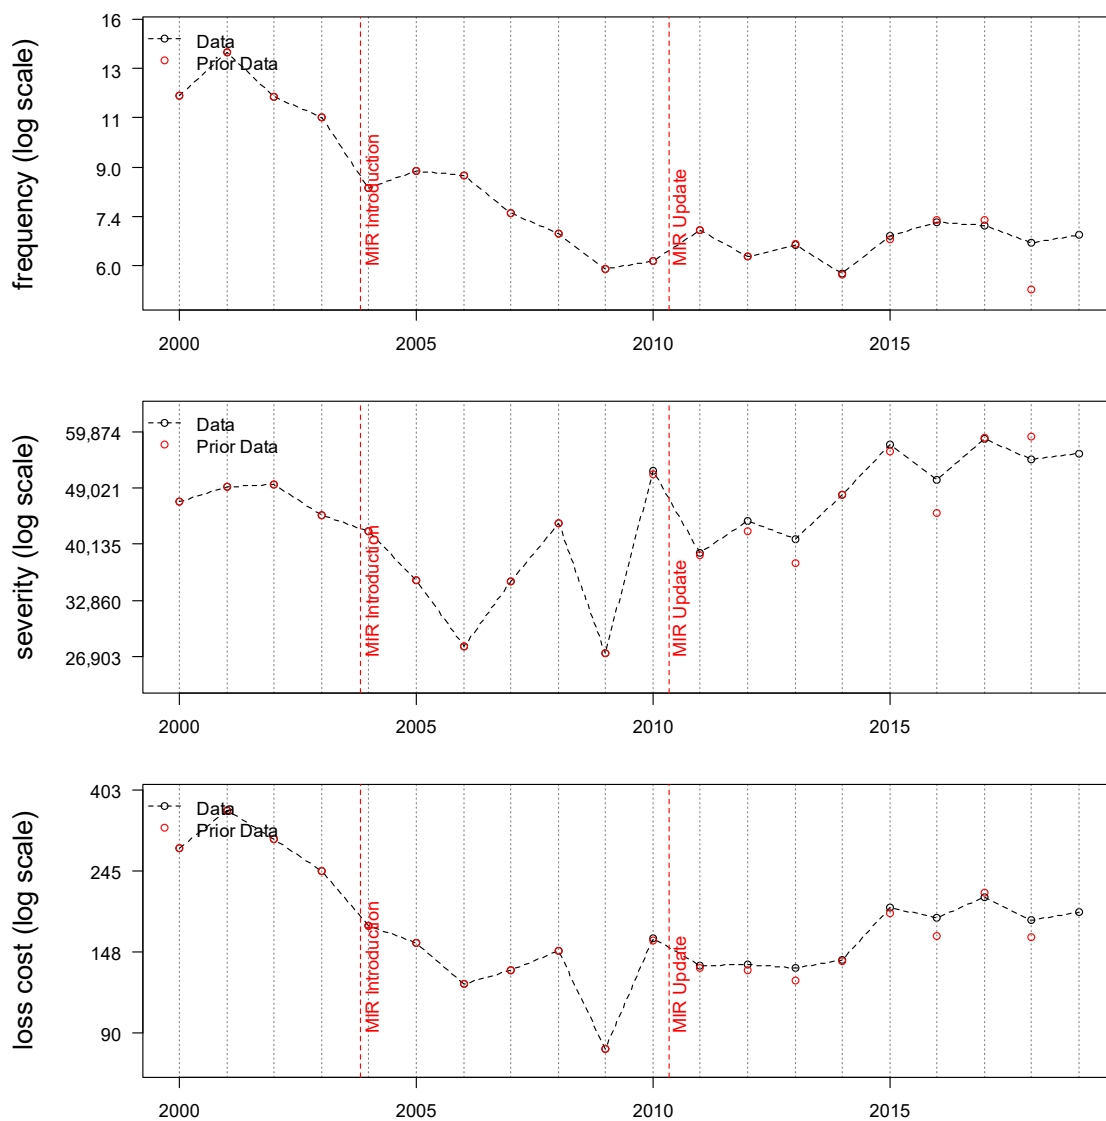 frequency (log scale)
16
13
11
9.0
7.4
6.0
Data
Prior Data
MIR Introduction
MIR Update
2000
2005
2010
2015
severity (log scale)
59,874
49,021
40,135
32,860
26,903
Data
Prior Data
MIR Introduction
MIR Update
2000
2005
2010
2015
loss cost (log scale)
403
245
148
90
Data
Prior Data
MIR Introduction
MIR Update
2000
2005
2010
2015